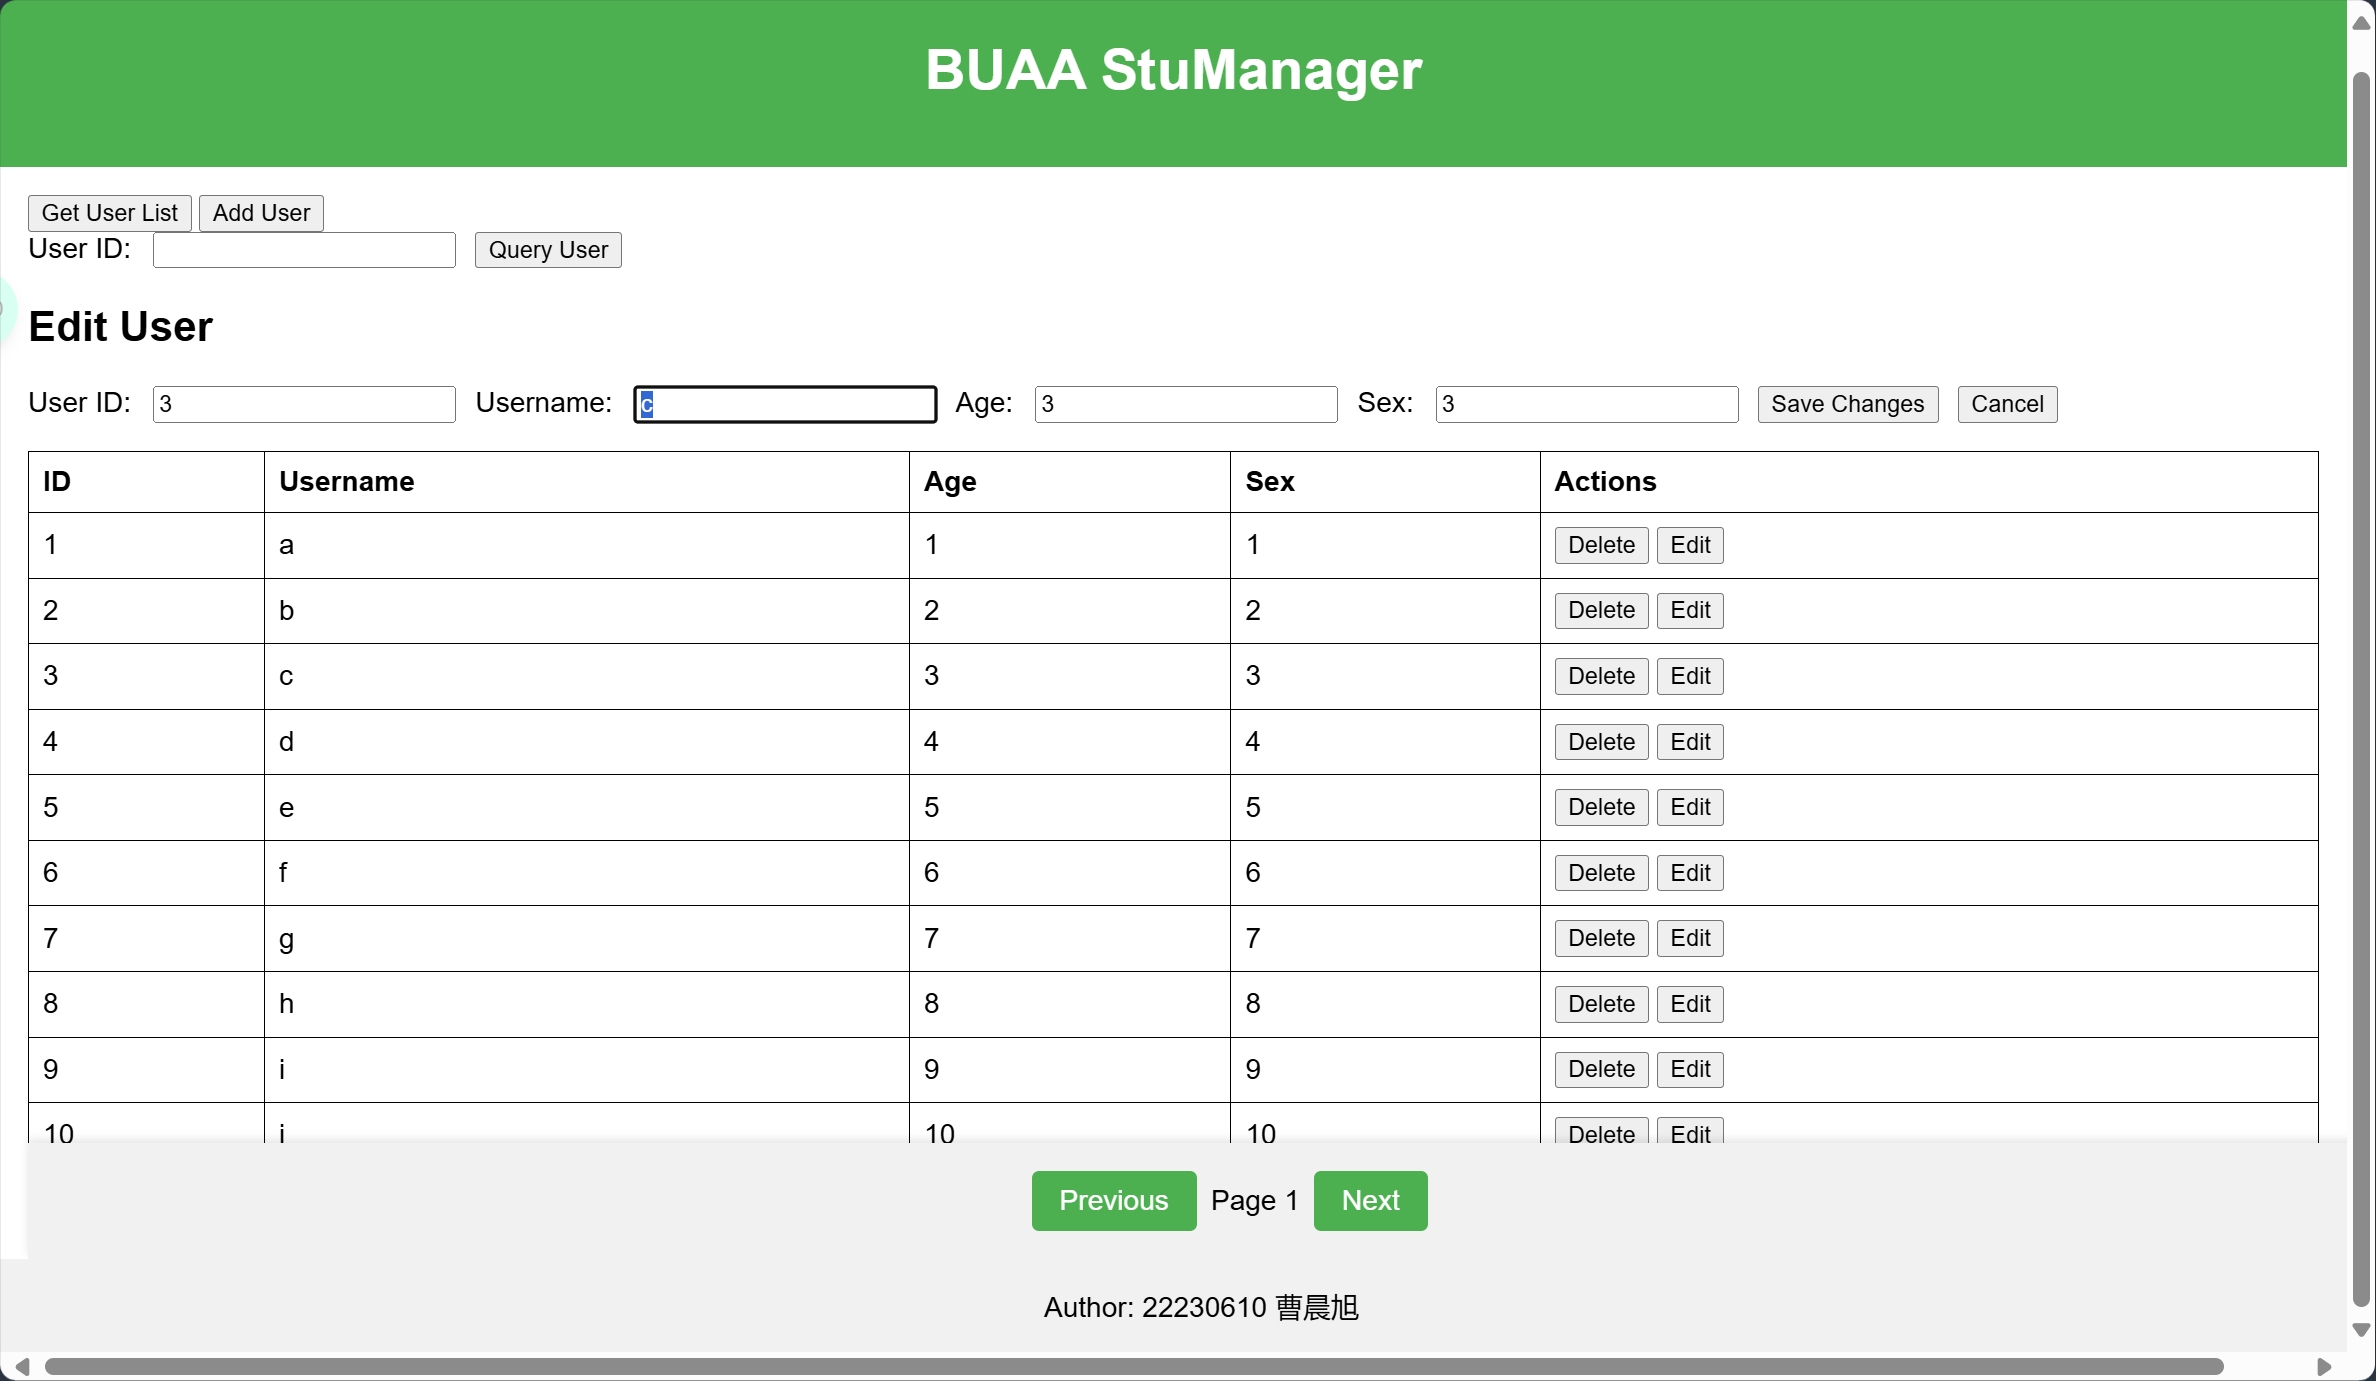 BUAA StuManager
Get User List Add User
User ID: Query User
Edit User
User ID: 3 Username: c Age: 3 Sex: 3 Save Changes Cancel
ID Username Age Sex Actions
1 a 1 1 Delete Edit
2 b 2 2 Delete Edit
3 c 3 3 Delete Edit
4 d 4 4 Delete Edit
5 e 5 5 Delete Edit
6 f 6 6 Delete Edit
7 g 7 7 Delete Edit
8 h 8 8 Delete Edit
9 i 9 9 Delete Edit
10 j 10 10 Delete Edit
Previous Page 1 Next
Author: 22230610 曹晨旭